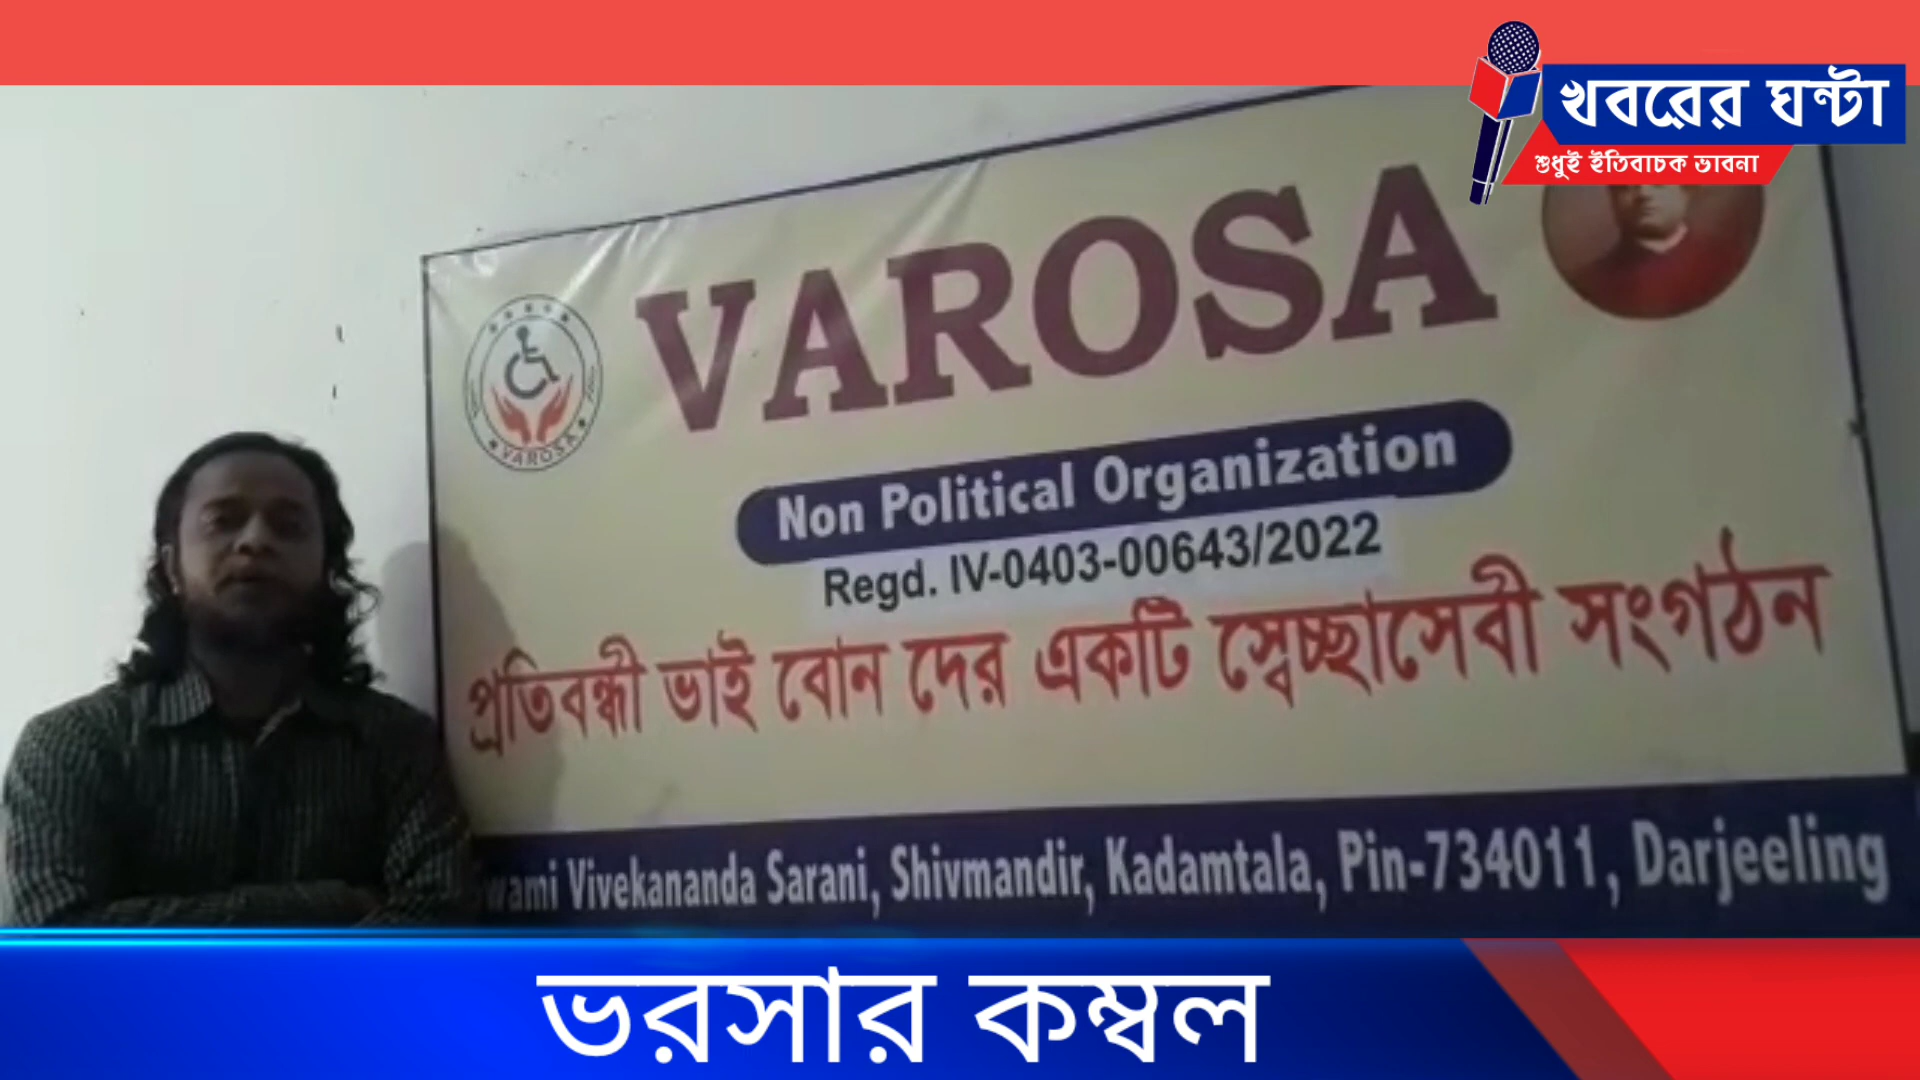 খবরের ঘন্টা
শুধুই ইতিবাচক ভাবনা
VAROSA
VAROSA
Non Political Organization
Regd. IV-0403-00643/2022
প্রতিবন্ধী ভাই বোন দের একটি স্বেচ্ছাসেবী সংগঠন
Vivekananda Sarani, Shivmandir, Kadamtala, Pin-734011, Darjeeling
ভরসার কম্বল